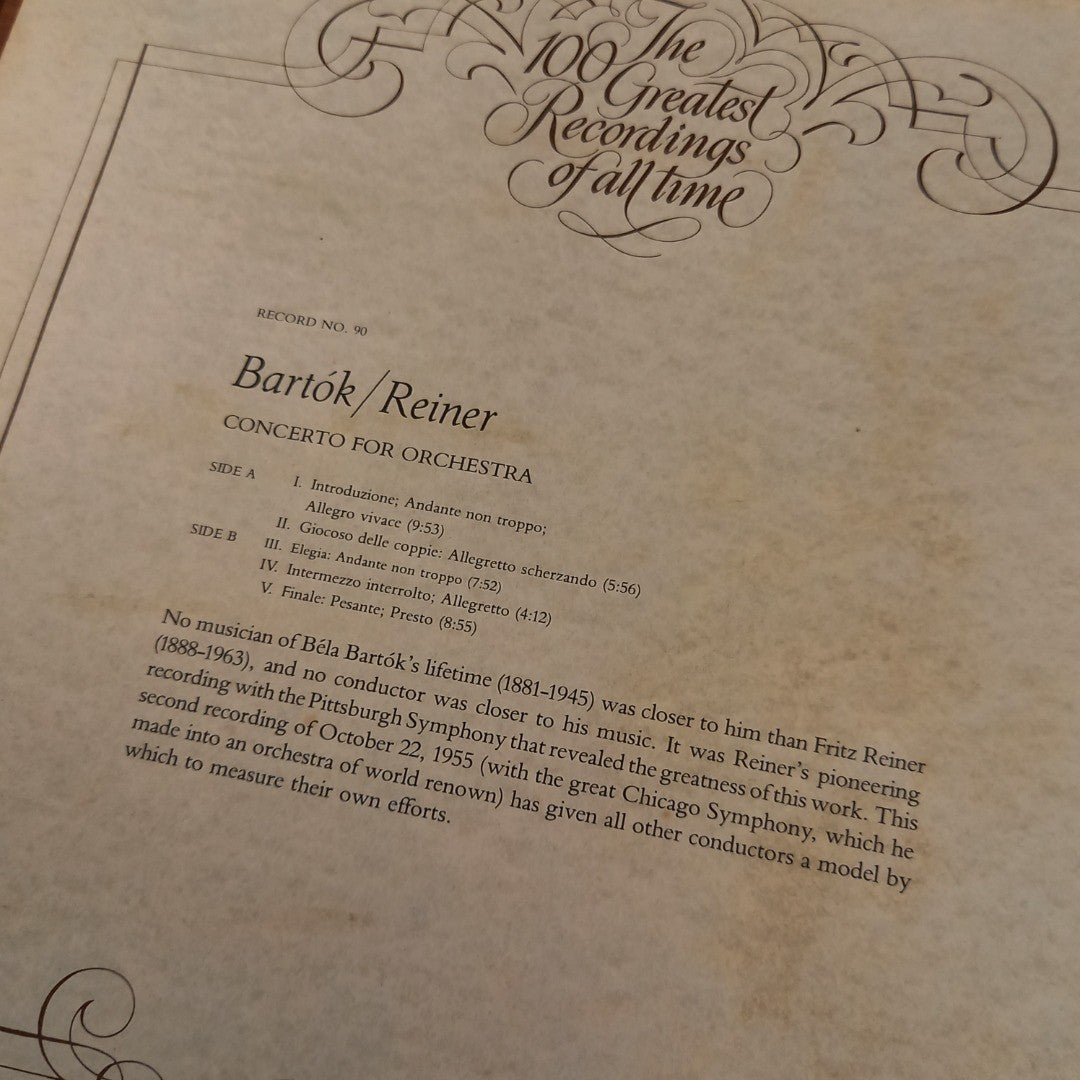 The
100
Greatest
Recordings
of all time
RECORD NO. 90
Bartók/Reiner
CONCERTO FOR ORCHESTRA
SIDE A I. Introduzione; Andante non troppo;
Allegro vivace (9:53)
II. Giocoso delle coppie: Allegretto scherzando (5:56)
SIDE B III. Elegia: Andante non troppo (7:52)
IV. Intermezzo interrolto; Allegretto (4:12)
V. Finale: Pesante; Presto (8:55)
No musician of Béla Bartók's lifetime (1881–1945) was closer to him than Fritz Reiner
(1888–1963), and no conductor was closer to his music. It was Reiner's pioneering
recording with the Pittsburgh Symphony that revealed the greatness of this work. This
second recording of October 22, 1955 (with the great Chicago Symphony, which he
made into an orchestra of world renown) has given all other conductors a model by
which to measure their own efforts.